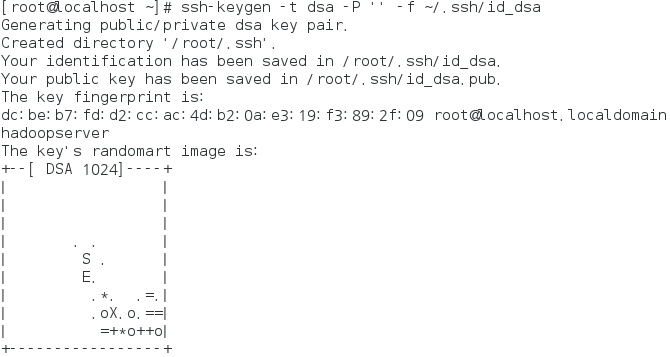 [root@localhost ~]# ssh-keygen -t dsa -P '' -f ~/.ssh/id_dsa
Generating public/private dsa key pair.
Created directory '/root/.ssh'.
Your identification has been saved in /root/.ssh/id_dsa.
Your public key has been saved in /root/.ssh/id_dsa.pub.
The key fingerprint is:
dc:be:b7:fd:d2:cc:ac:4d:b2:0a:e3:19:f3:89:2f:09 root@localhost.localdomain
hadoopserver
The key's randomart image is:
+--[ DSA 1024]----+
|                 |
|                 |
|                 |
|       . .       |
|        S .      |
|        E.       |
|         .*.  .=.|
|         .oX.o.==|
|          =+*o++o|
+-----------------+